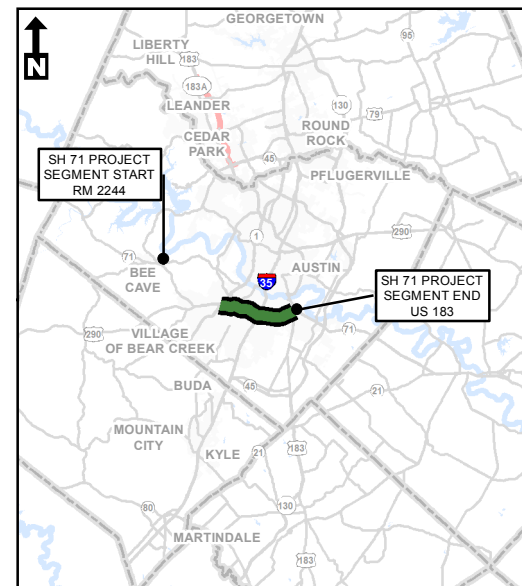 GEORGETOWN
95
LIBERTY
HILL
183
183A
LEANDER
130
79
CEDAR
PARK
ROUND
ROCK
45
SH 71 PROJECT
SEGMENT START
RM 2244
PFLUGERVILLE
290
1
71
BEE
CAVE
AUSTIN
35
SH 71 PROJECT
SEGMENT END
US 183
71
290
VILLAGE
OF BEAR CREEK
BUDA
45
21
MOUNTAIN
CITY
KYLE
21
183
80
130
MARTINDALE
183
N